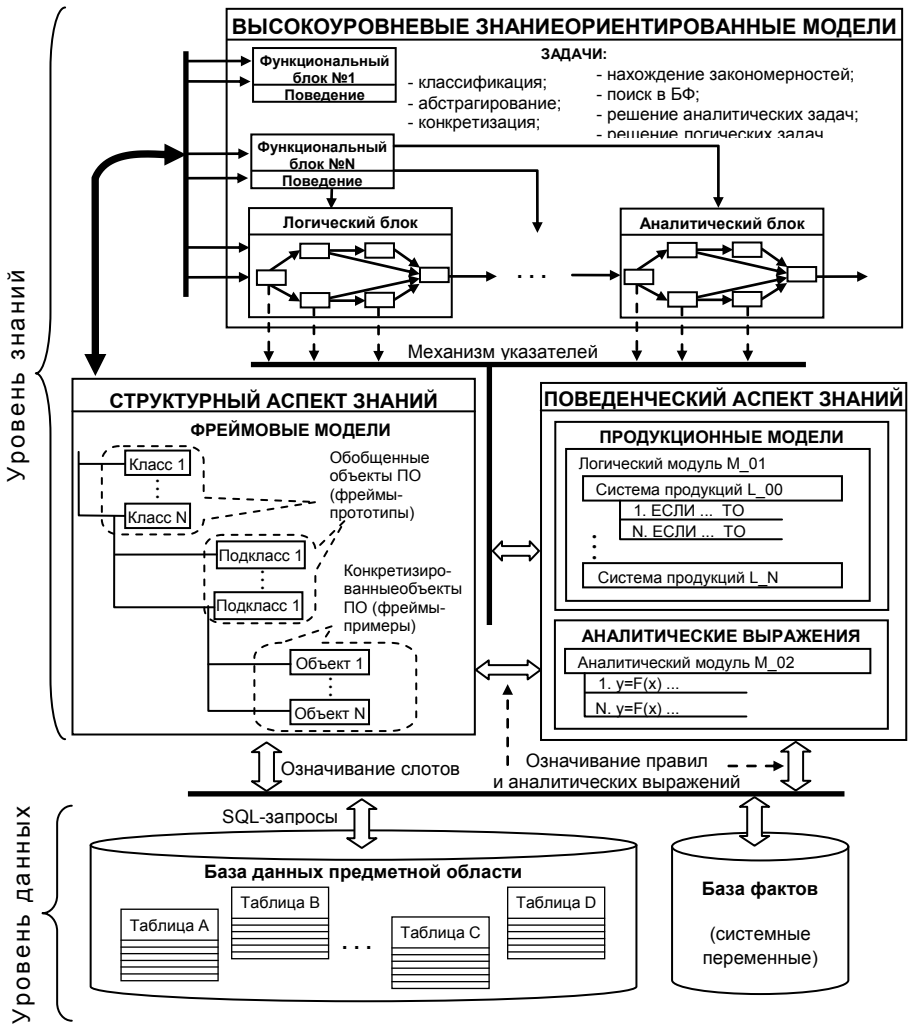 ВЫСОКОУРОВНЕВЫЕ ЗНАНИЕОРИЕНТИРОВАННЫЕ МОДЕЛИ
Функциональный
блок №1
Поведение
ЗАДАЧИ:
- классификация;
- абстрагирование;
- конкретизация;
- нахождение закономерностей;
- поиск в БФ;
- решение аналитических задач;
- решение логических задач
Функциональный
блок №N
Поведение
Логический блок
. . .
Аналитический блок
Уровень знаний
Механизм указателей
СТРУКТУРНЫЙ АСПЕКТ ЗНАНИЙ
ФРЕЙМОВЫЕ МОДЕЛИ
Класс 1
Класс N
Обобщенные
объекты ПО
(фреймы-
прототипы)
Подкласс 1
Подкласс 1
Конкретизиро-
ванныеобъекты
ПО (фреймы-
примеры)
Объект 1
Объект N
ПОВЕДЕНЧЕСКИЙ АСПЕКТ ЗНАНИЙ
ПРОДУКЦИОННЫЕ МОДЕЛИ
Логический модуль M_01
Система продукций L_00
1. ЕСЛИ ... ТО
N. ЕСЛИ ... ТО
Система продукций L_N
АНАЛИТИЧЕСКИЕ ВЫРАЖЕНИЯ
Аналитический модуль M_02
1. y=F(x) ...
N. y=F(x) ...
Означивание слотов
Означивание правил
и аналитических выражений
Уровень данных
SQL-запросы
База данных предметной области
Таблица A
Таблица B
. . .
Таблица C
Таблица D
База фактов
(системные
переменные)